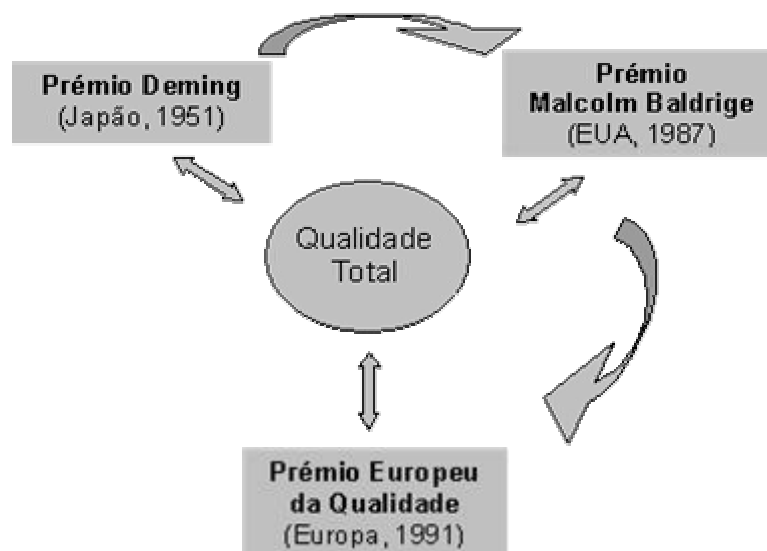 Prémio Deming
(Japão, 1951)
Prémio
Malcolm Baldrige
(EUA, 1987)
Qualidade
Total
Prémio Europeu
da Qualidade
(Europa, 1991)